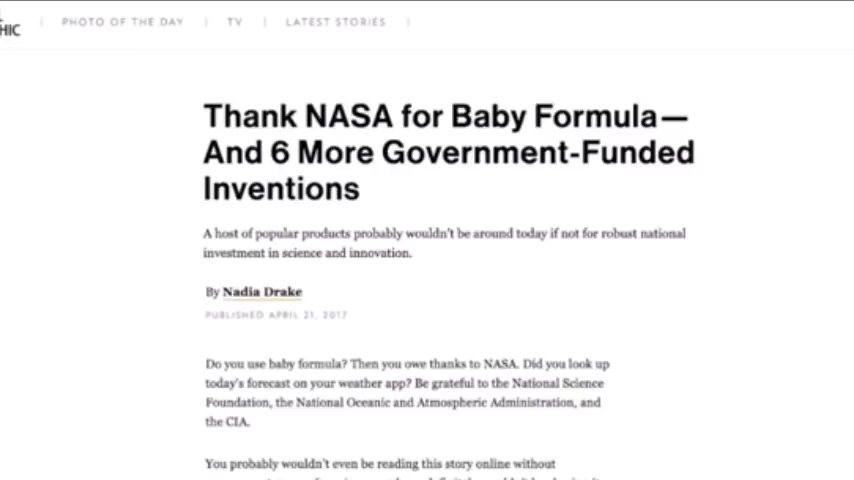 HIC
PHOTO OF THE DAY
TV
LATEST STORIES
Thank NASA for Baby Formula—
And 6 More Government-Funded
Inventions
A host of popular products probably wouldn't be around today if not for robust national
investment in science and innovation.
By Nadia Drake
PUBLISHED APRIL 21, 2017
Do you use baby formula? Then you owe thanks to NASA. Did you look up
today's forecast on your weather app? Be grateful to the National Science
Foundation, the National Oceanic and Atmospheric Administration, and
the CIA.
You probably wouldn't even be reading this story online without